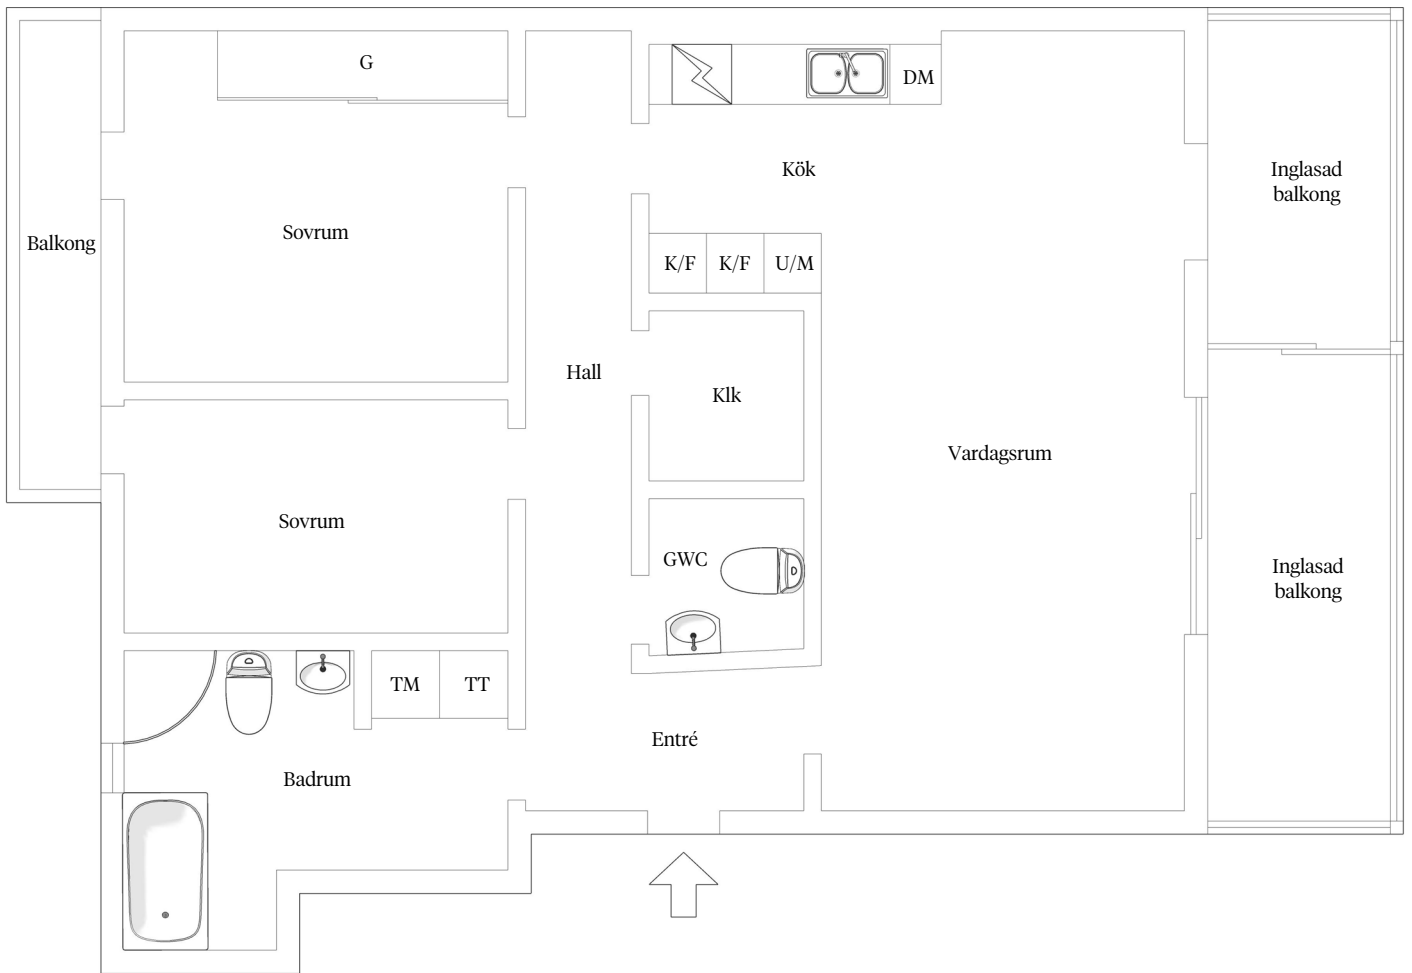 G
DM
Kök
Inglasad
balkong
Sovrum
Balkong
K/F
K/F
U/M
Hall
Klk
Vardagsrum
Sovrum
GWC
Inglasad
balkong
TM
TT
Entré
Badrum